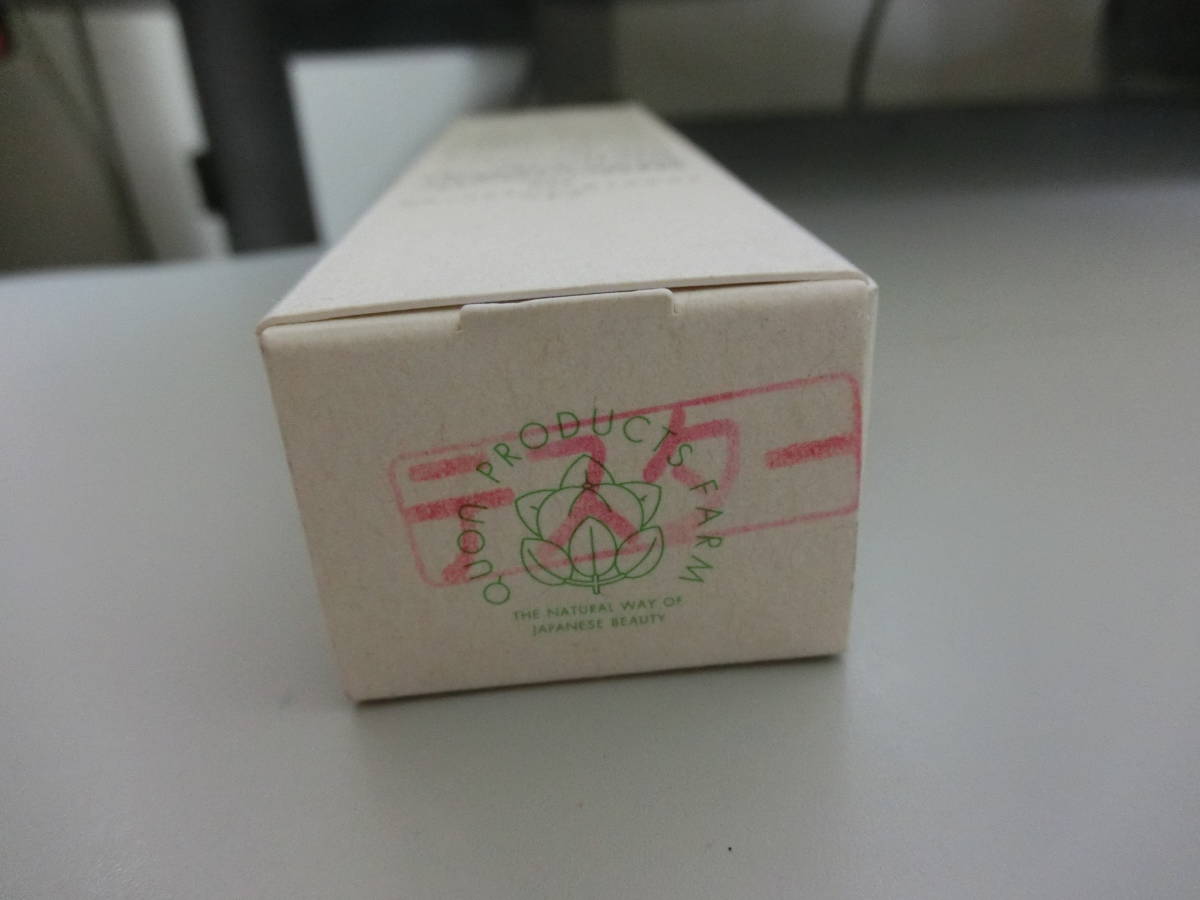 QUON PRODUCTS FARM
テスター
THE NATURAL WAY OF
JAPANESE BEAUTY